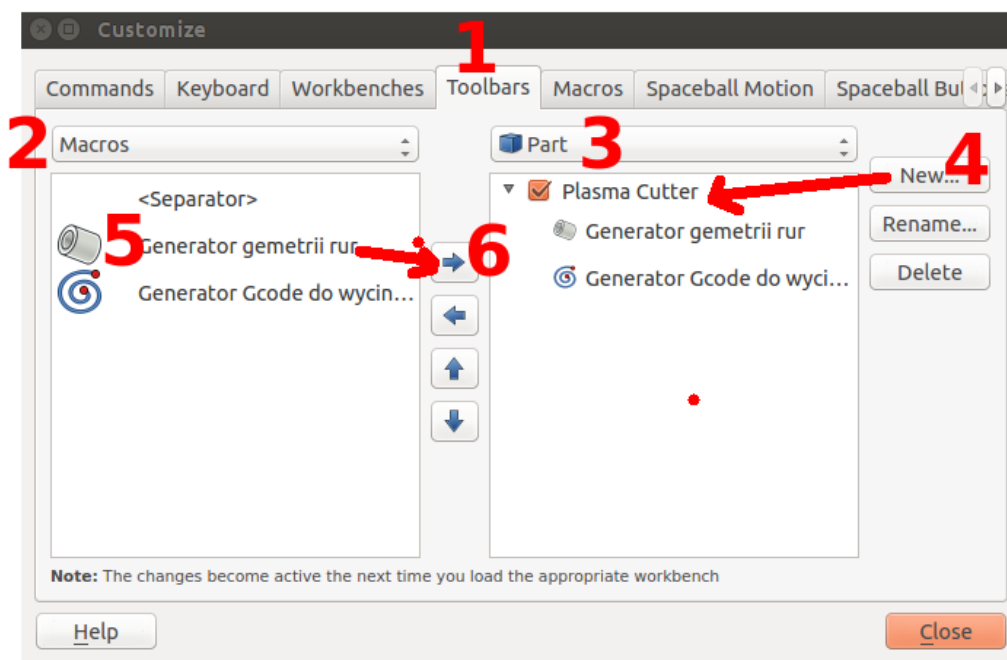 Customize
1
Commands Keyboard Workbenches Toolbars Macros Spaceball Motion Spaceball Bu
2 Macros
Part 3
4
New...
<Separator>
Plasma Cutter
5
Generator gemetrii rur
6
Generator gemetrii rur
Rename...
Generator Gcode do wycin...
Generator Gcode do wyci...
Delete
Note: The changes become active the next time you load the appropriate workbench
Help
Close